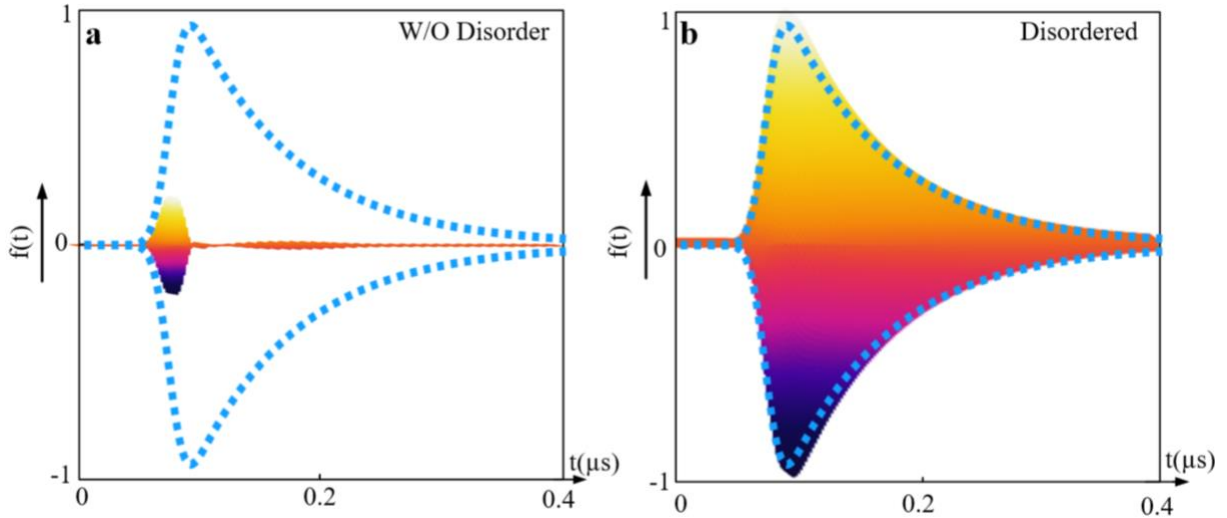 1
a
W/O Disorder
f(t)
0
-1
t(μs)
0
0.2
0.4
1
b
Disordered
f(t)
0
-1
t(μs)
0
0.2
0.4